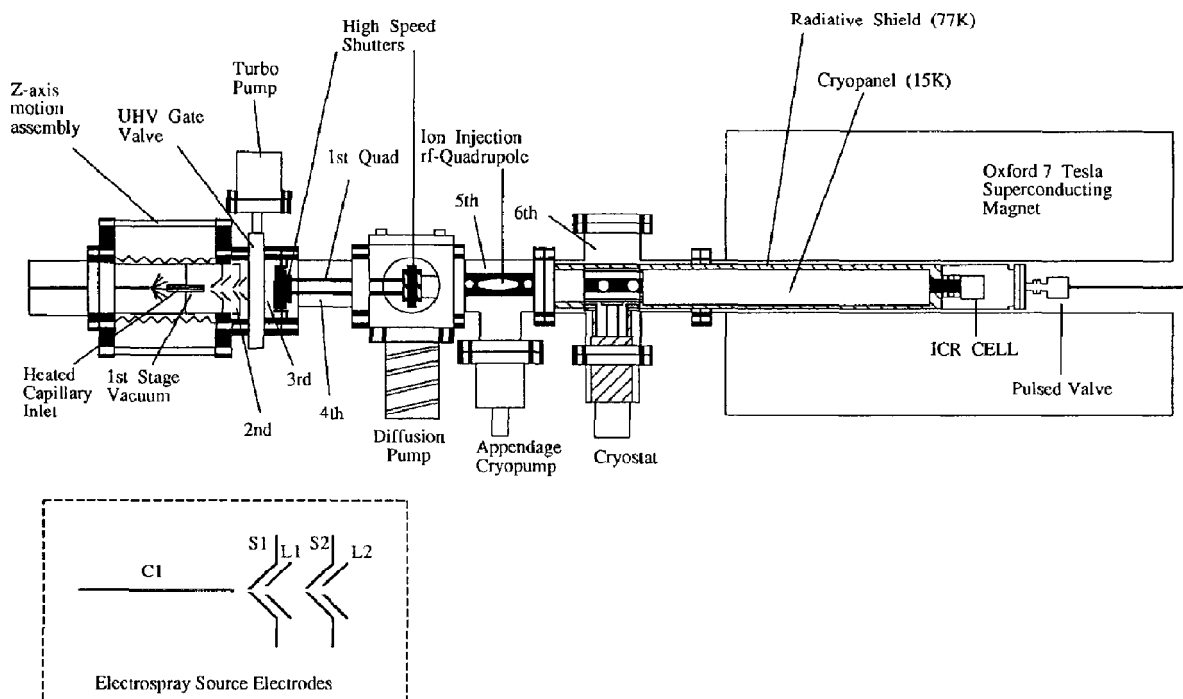 High Speed
Shutters
Radiative Shield (77K)
Cryopanel (15K)
Turbo
Pump
Z-axis
motion
assembly
UHV Gate
Valve
1st Quad
Ion Injection
rf-Quadrupole
5th
6th
Oxford 7 Tesla
Superconducting
Magnet
Heated
Capillary
Inlet
1st Stage
Vacuum
2nd
3rd
4th
Diffusion
Pump
Appendage
Cryopump
Cryostat
ICR CELL
Pulsed Valve
S1
L1
S2
L2
C1
Electrospray Source Electrodes